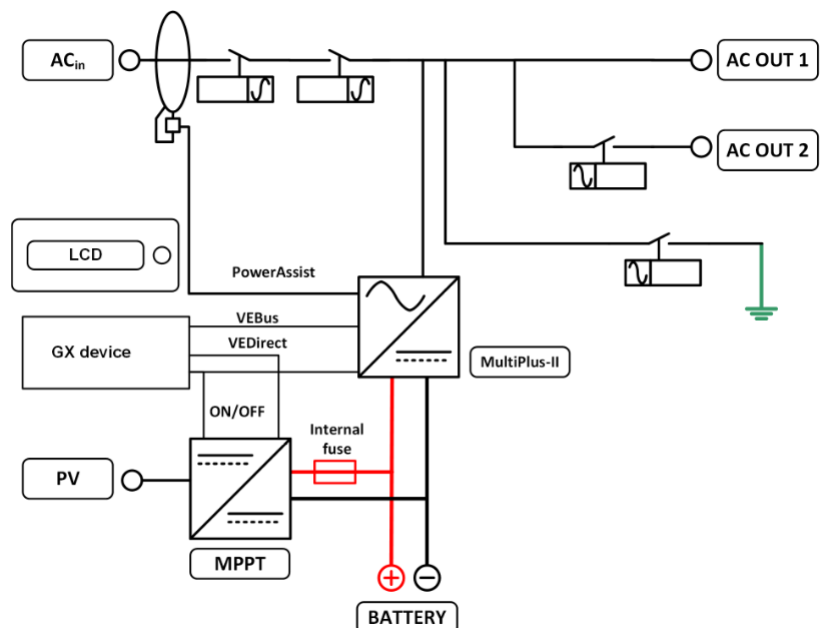 ACin
AC OUT 1
AC OUT 2
LCD
PowerAssist
VEBus
VEDirect
GX device
MultiPlus-II
ON/OFF
Internal
fuse
PV
MPPT
BATTERY